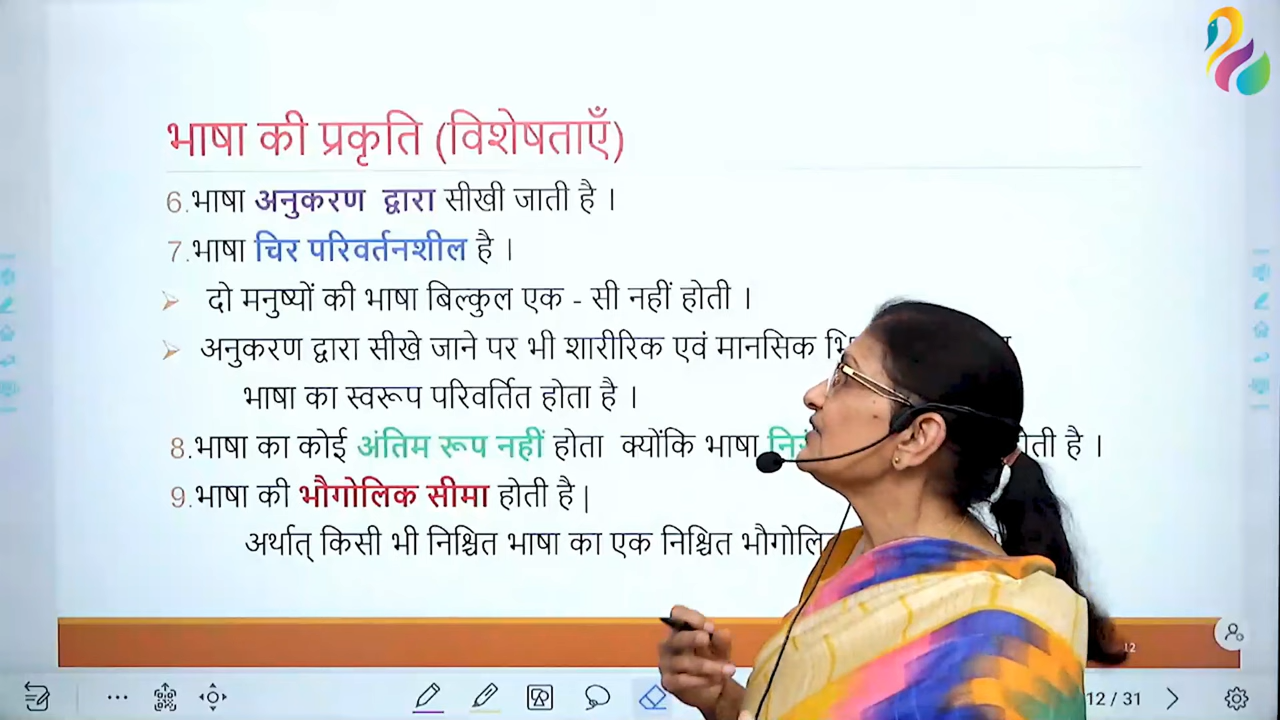 भाषा की प्रकृति (विशेषताएँ)
6.भाषा अनुकरण द्वारा सीखी जाती है ।
7.भाषा चिर परिवर्तनशील है ।
दो मनुष्यों की भाषा बिल्कुल एक - सी नहीं होती ।
अनुकरण द्वारा सीखे जाने पर भी शारीरिक एवं मानसिक
भाषा का स्वरूप परिवर्तित होता है ।
8.भाषा का कोई अंतिम रूप नहीं होता क्योंकि भाषा होती है ।
9.भाषा की भौगोलिक सीमा होती है|
अर्थात् किसी भी निश्चित भाषा का एक निश्चित
12
12 / 31